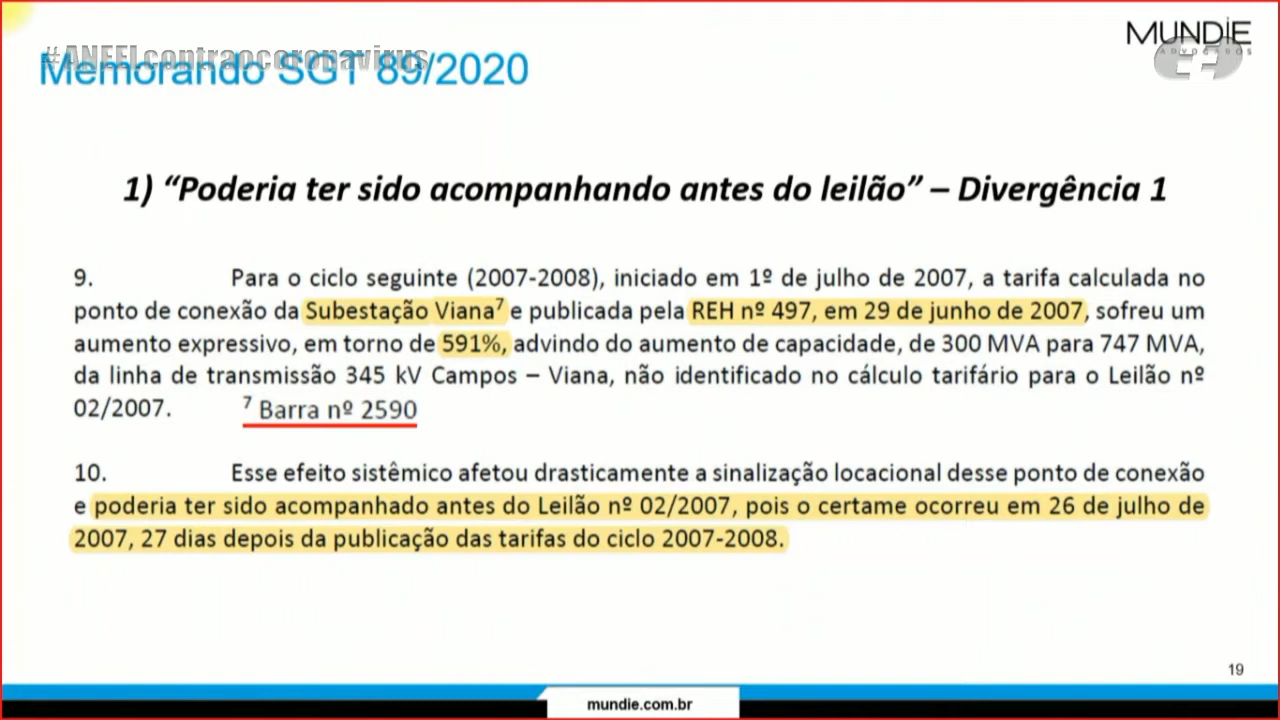 MUNDIE
ADVOGADOS
#ANEELcontraocoronavirus
Memorando SGT 89/2020
1) “Poderia ter sido acompanhando antes do leilão” – Divergência 1
9. Para o ciclo seguinte (2007-2008), iniciado em 1º de julho de 2007, a tarifa calculada no
ponto de conexão da Subestação Viana⁷ e publicada pela REH nº 497, em 29 de junho de 2007, sofreu um
aumento expressivo, em torno de 591%, advindo do aumento de capacidade, de 300 MVA para 747 MVA,
da linha de transmissão 345 kV Campos – Viana, não identificado no cálculo tarifário para o Leilão nº
02/2007. ⁷ Barra nº 2590
10. Esse efeito sistêmico afetou drasticamente a sinalização locacional desse ponto de conexão
e poderia ter sido acompanhado antes do Leilão nº 02/2007, pois o certame ocorreu em 26 de julho de
2007, 27 dias depois da publicação das tarifas do ciclo 2007-2008.
19
mundie.com.br